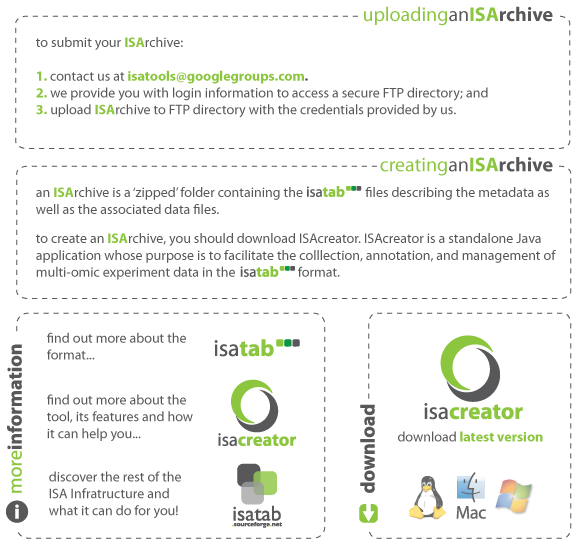 uploadinganISArchive
to submit your ISArchive:
1. contact us at isatools@googlegroups.com.
2. we provide you with login information to access a secure FTP directory; and
3. upload ISArchive to FTP directory with the credentials provided by us.
creatinganISArchive
an ISArchive is a 'zipped' folder containing the isatab files describing the metadata as
well as the associated data files.
to create an ISArchive, you should download ISAcreator. ISAcreator is a standalone Java
application whose purpose is to facilitate the colllection, annotation, and management of
multi-omic experiment data in the isatab format.
i moreinformation
find out more about the
format...
isatab
find out more about the
tool, its features and how
it can help you...
isacreator
discover the rest of the
ISA Infratructure and
what it can do for you!
isatab
.sourceforge.net
download
isacreator
download latest version
Mac